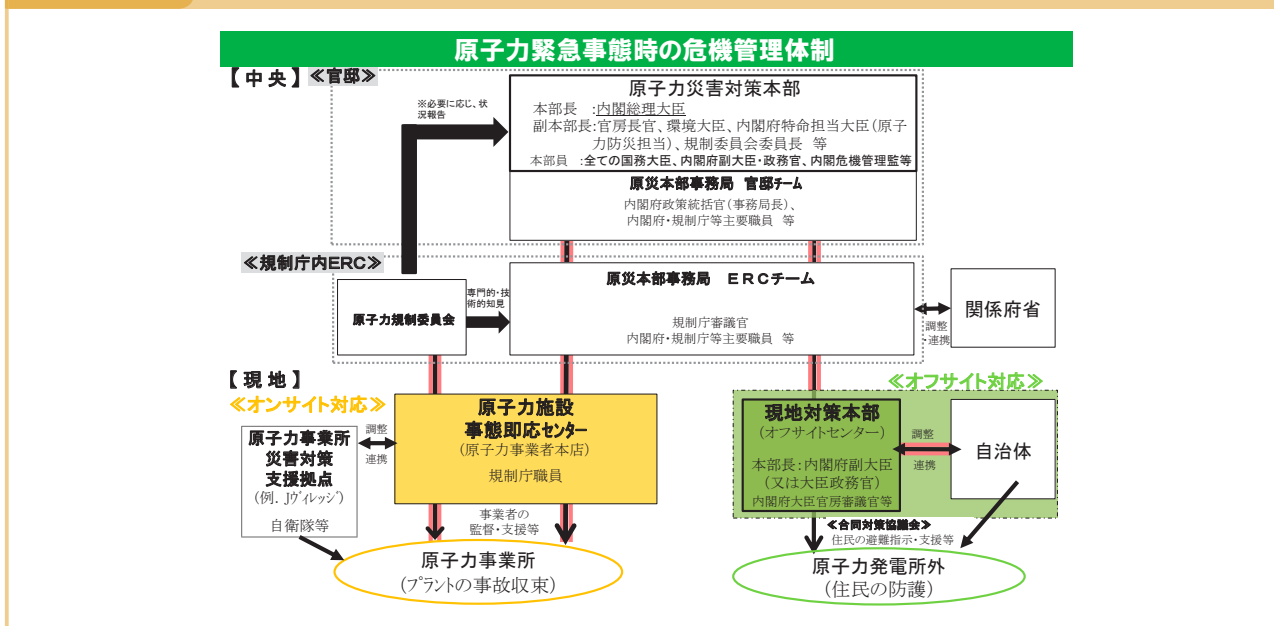 原子力緊急事態時の危機管理体制
【中央】≪官邸≫
※必要に応じ、状
況報告
原子力災害対策本部
本部長　：内閣総理大臣
副本部長：官房長官、環境大臣、内閣府特命担当大臣（原子
力防災担当）、規制委員会委員長　等
本部員　：全ての国務大臣、内閣府副大臣・政務官、内閣危機管理監等
原災本部事務局　官邸チーム
内閣府政策統括官（事務局長）、
内閣府・規制庁等主要職員　等
≪規制庁内ERC≫
原子力規制委員会
専門的・技
術的知見
原災本部事務局　ERCチーム
規制庁審議官
内閣府・規制庁等主要職員　等
調整
・連携
関係府省
【現地】
≪オンサイト対応≫
原子力事業所
災害対策
支援拠点
（例．Jヴィレッジ）
自衛隊等
調整
連携
原子力施設
事態即応センター
（原子力事業者本店）
規制庁職員
事業者の
監督・支援等
原子力事業所
（プラントの事故収束）
≪オフサイト対応≫
現地対策本部
（オフサイトセンター）
本部長：内閣府副大臣
（又は大臣政務官）
内閣府大臣官房審議官等
調整
連携
自治体
≪合同対策協議会≫
住民の避難指示・支援等
原子力発電所外
（住民の防護）